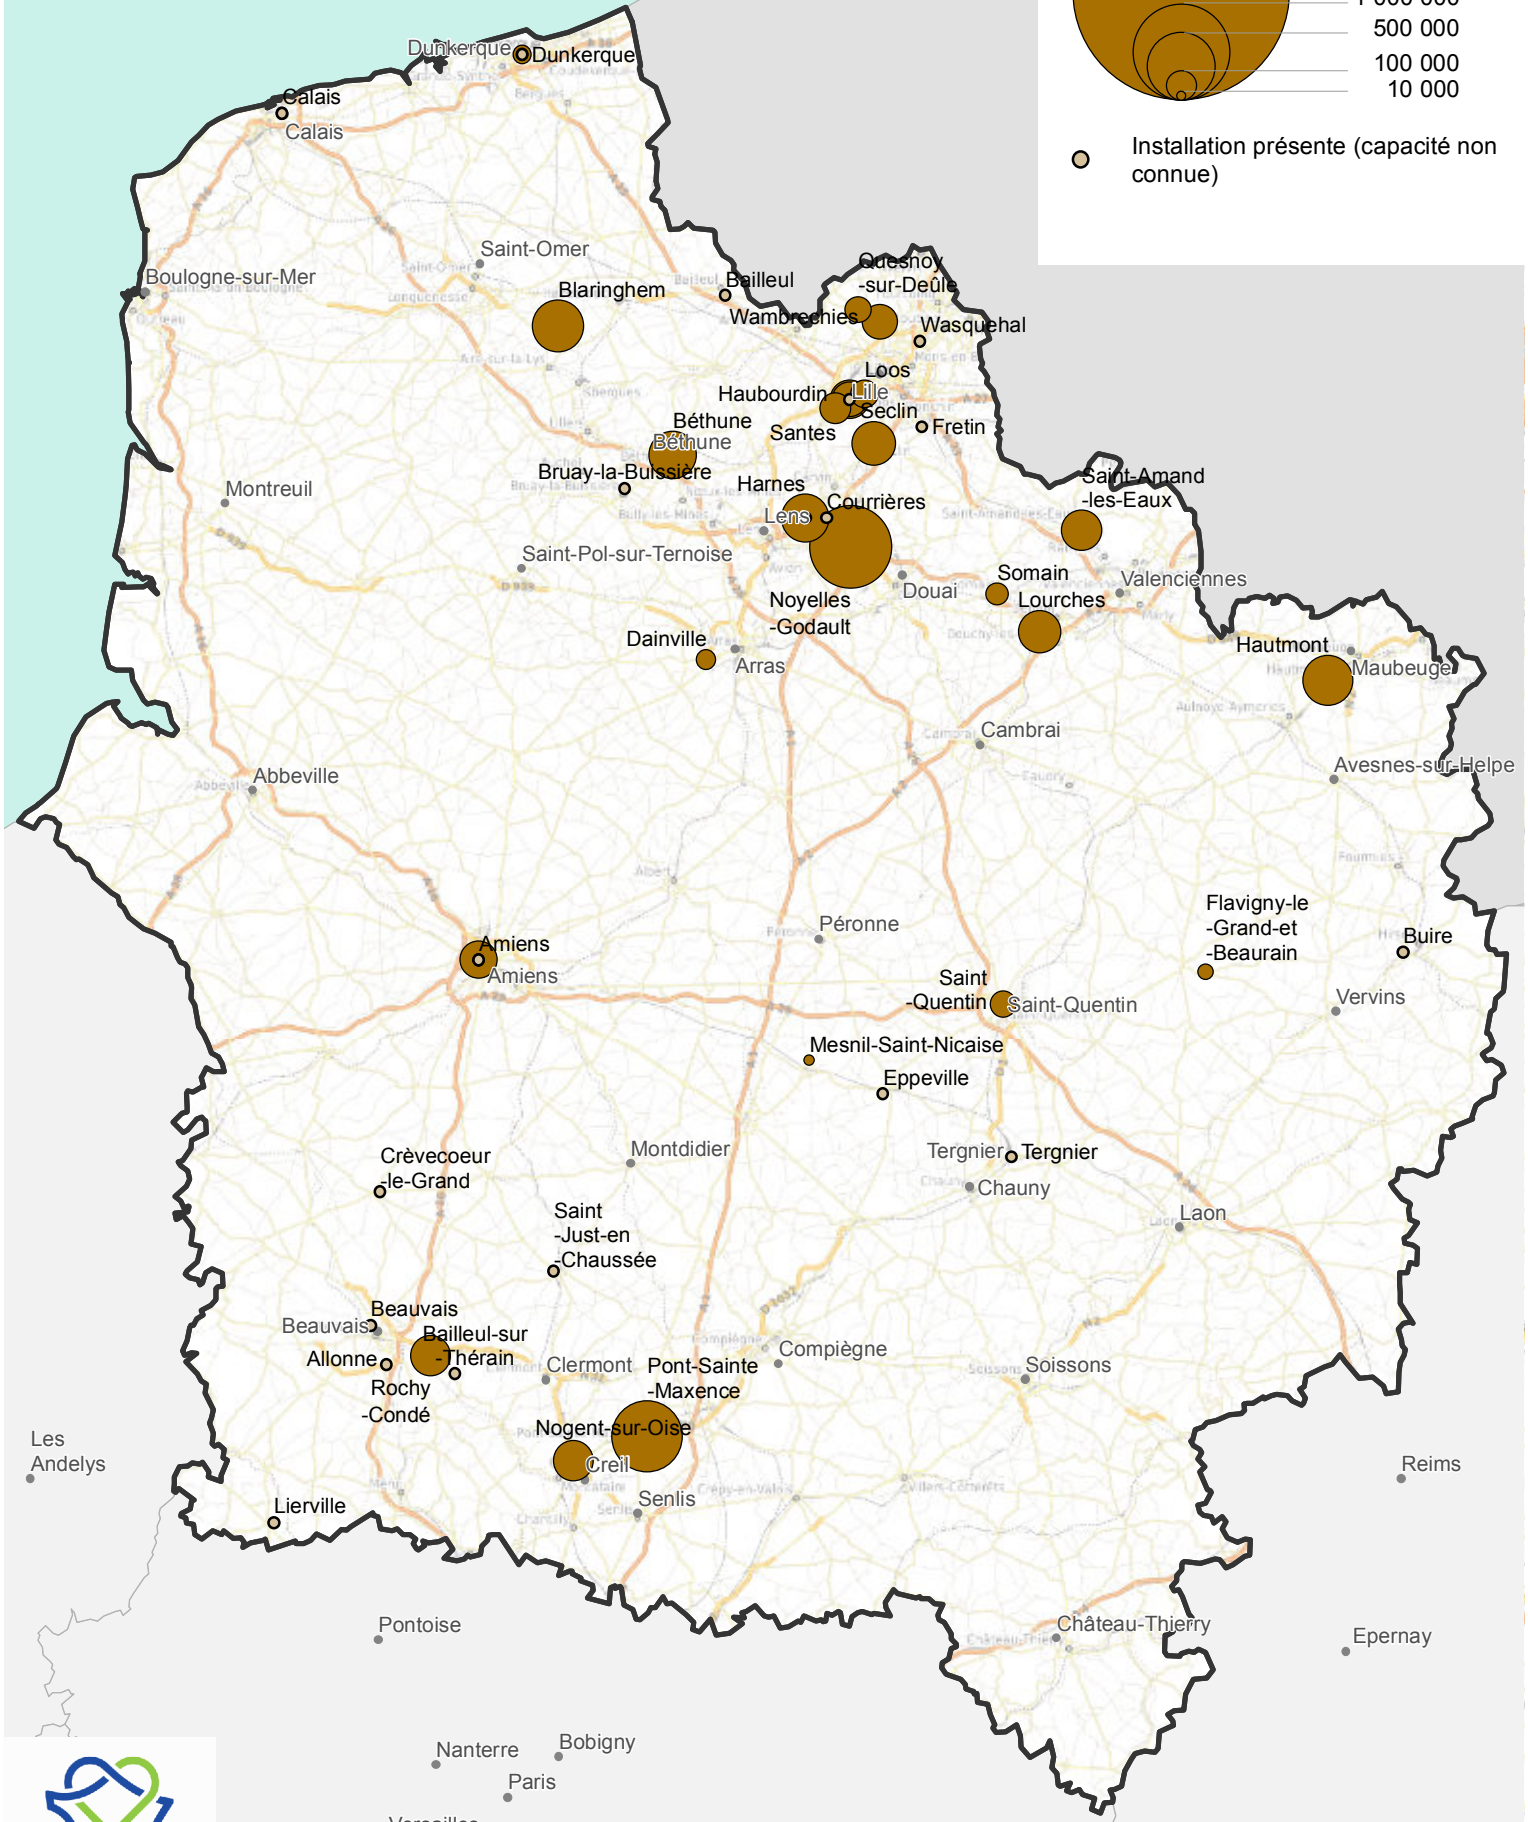 500 000
100 000
10 000
Installation présente (capacité non
connue)
Dunkerque
Dunkerque
Calais
Calais
Saint-Omer
Boulogne-sur-Mer
Blaringhem
Bailleul
Quesnoy
-sur-Deûle
Wambrechies
Wasquehal
Loos
Haubourdin
Lille
Seclin
Santes
Fretin
Béthune
Béthune
Bruay-la-Buissière
Harnes
Courrières
Lens
Saint-Amand
-les-Eaux
Montreuil
Saint-Pol-sur-Ternoise
Douai
Somain
Valenciennes
Lourches
Noyelles
-Godault
Dainville
Arras
Hautmont
Maubeuge
Cambrai
Avesnes-sur-Helpe
Abbeville
Albert
Péronne
Flavigny-le
-Grand-et
-Beaurain
Buire
Amiens
Amiens
Saint
-Quentin
Saint-Quentin
Vervins
Mesnil-Saint-Nicaise
Eppeville
Montdidier
Tergnier
Tergnier
Chauny
Crèvecoeur
-le-Grand
Laon
Saint
-Just-en
-Chaussée
Beauvais
Beauvais
Bailleul-sur
-Thérain
Allonne
Rochy
-Condé
Clermont
Compiègne
Soissons
Pont-Sainte
-Maxence
Nogent-sur-Oise
Creil
Senlis
Les
Andelys
Reims
Lierville
Pontoise
Château-Thierry
Epernay
Nanterre
Bobigny
Paris